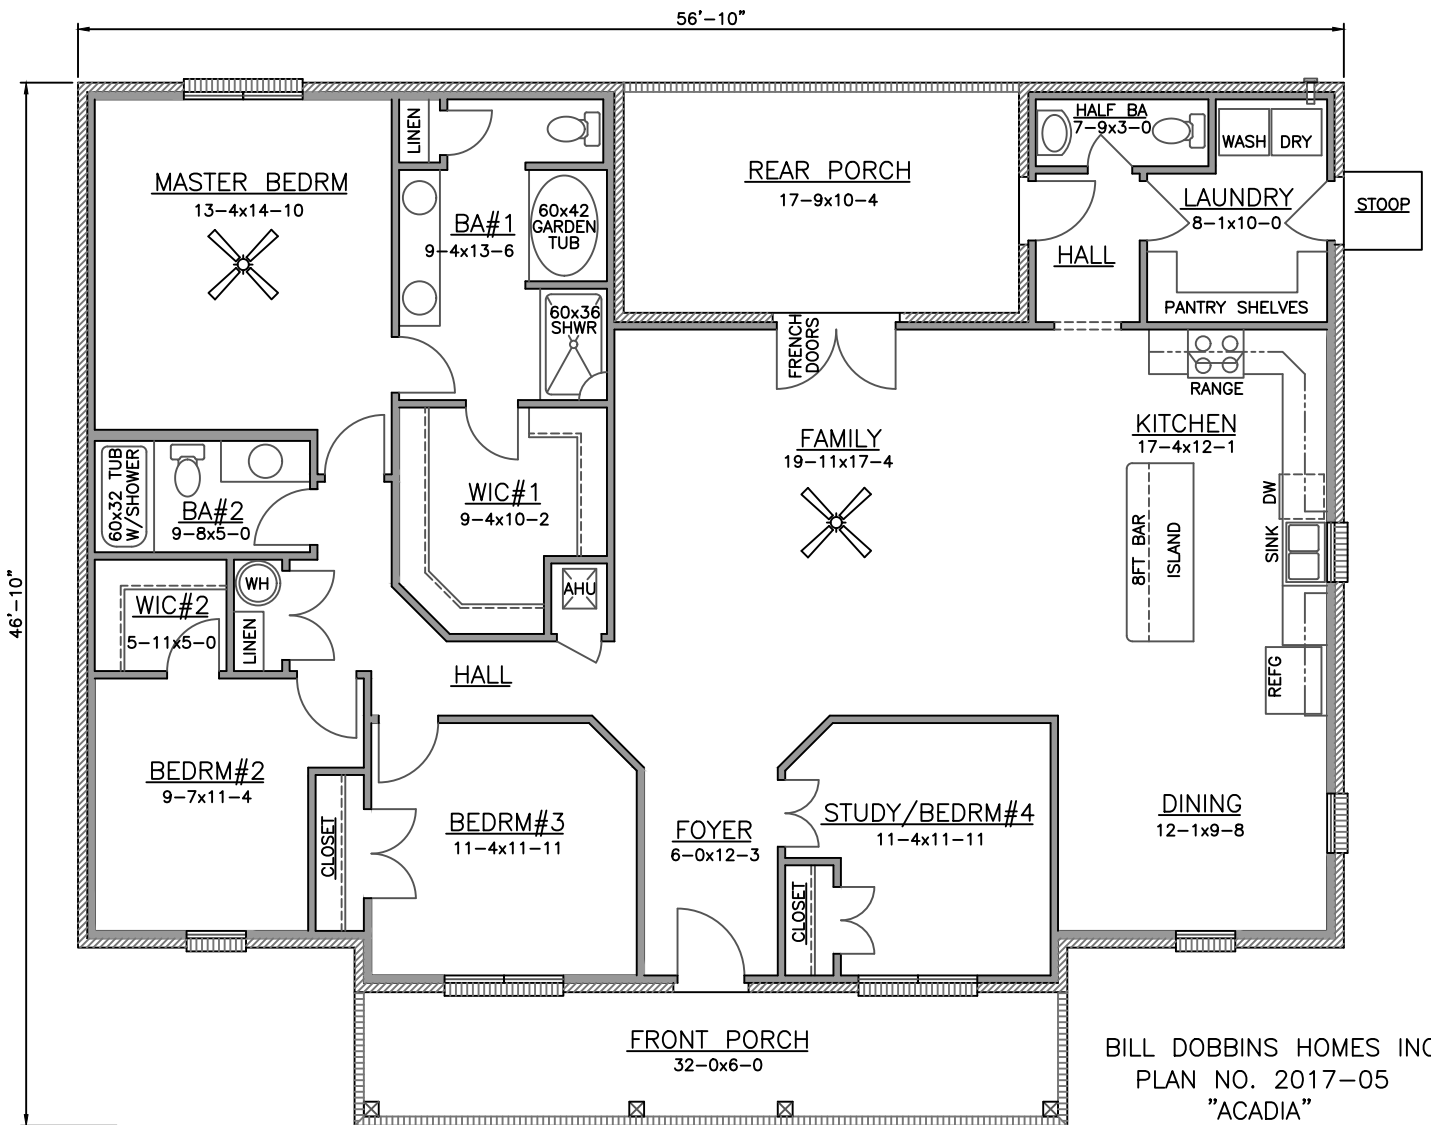 56'-10"
46'-10"
MASTER BEDRM
13-4x14-10
LINEN
BA#1
9-4x13-6
60x42
GARDEN
TUB
60x36
SHWR
REAR PORCH
17-9x10-4
HALF BA
7-9x3-0
WASH
DRY
LAUNDRY
8-1x10-0
STOOP
HALL
PANTRY SHELVES
FRENCH
DOORS
RANGE
KITCHEN
17-4x12-1
FAMILY
19-11x17-4
60x32 TUB
W/SHOWER
BA#2
9-8x5-0
WIC#1
9-4x10-2
DW
SINK
8FT BAR
ISLAND
WH
AHU
WIC#2
5-11x5-0
LINEN
HALL
REFG
BEDRM#2
9-7x11-4
CLOSET
BEDRM#3
11-4x11-11
FOYER
6-0x12-3
STUDY/BEDRM#4
11-4x11-11
CLOSET
DINING
12-1x9-8
FRONT PORCH
32-0x6-0
BILL DOBBINS HOMES INC
PLAN NO. 2017-05
"ACADIA"